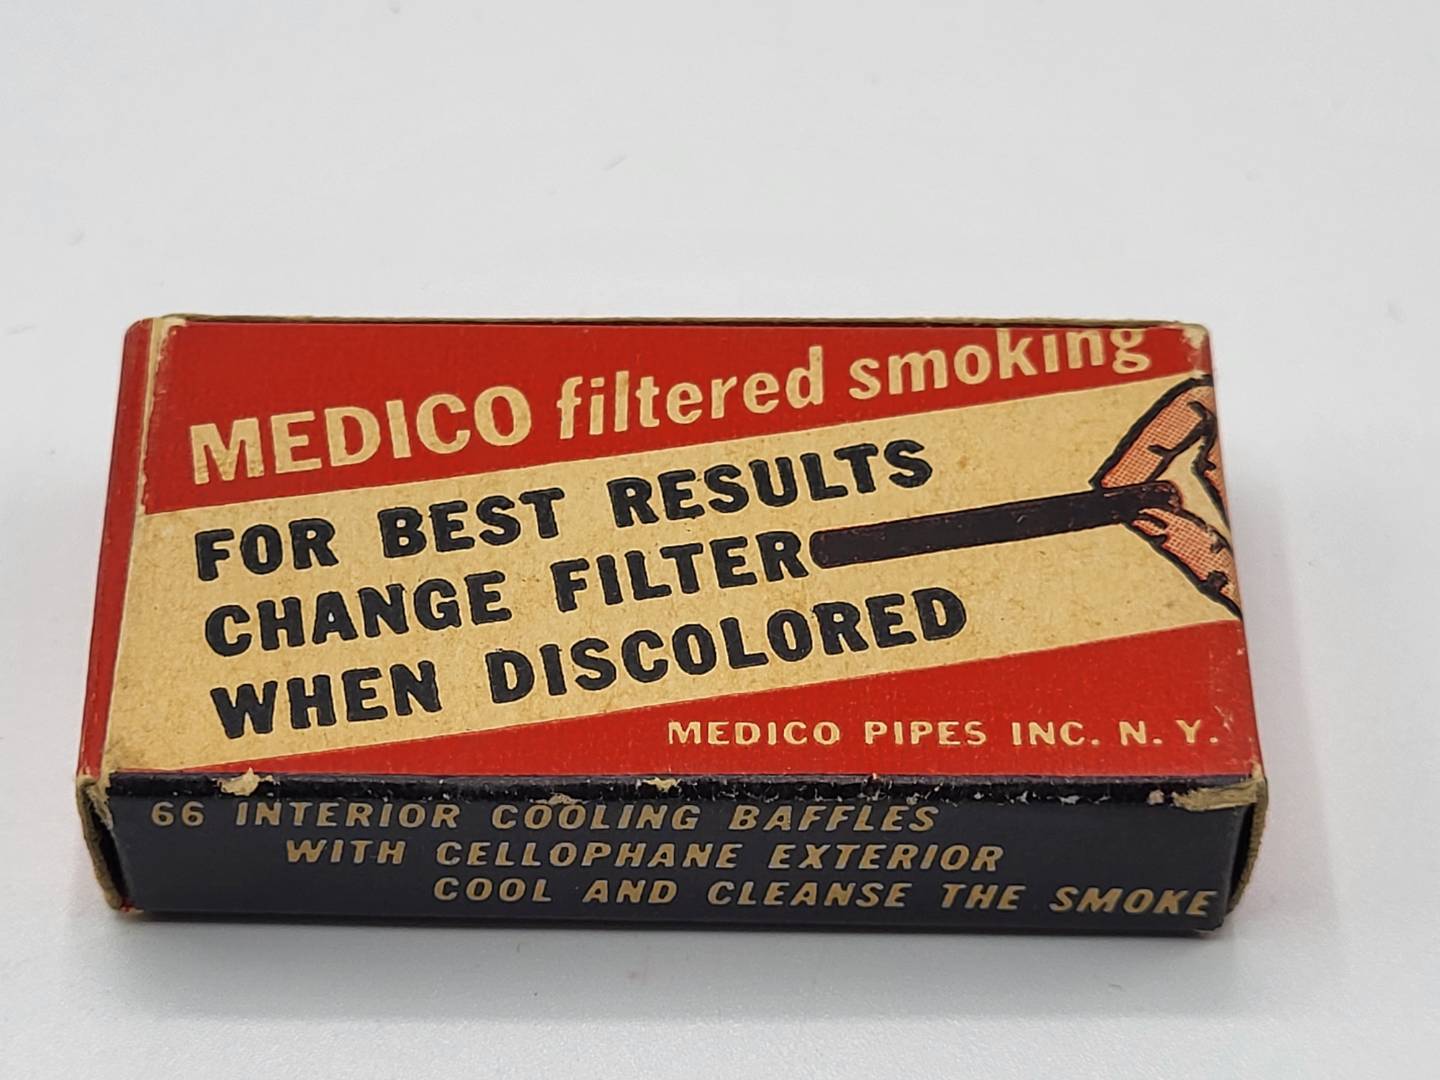 MEDICO filtered smoking
FOR BEST RESULTS
CHANGE FILTER
WHEN DISCOLORED
MEDICO PIPES INC. N. Y.
66 INTERIOR COOLING BAFFLES
WITH CELLOPHANE EXTERIOR
COOL AND CLEANSE THE SMOKE